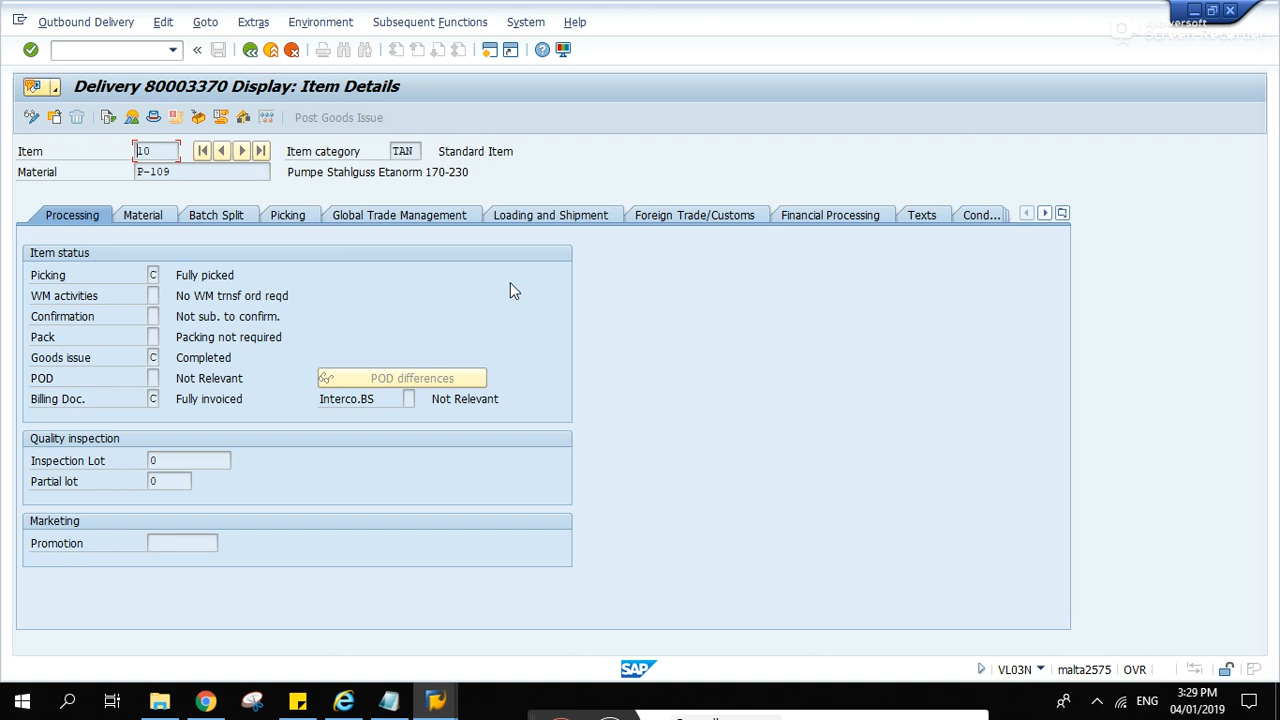 Outbound Delivery Edit Goto Extras Environment Subsequent Functions System Help
Screen Recorder
Delivery 80003370 Display: Item Details
Post Goods Issue
Item 10 Item category TAN Standard Item
Material P-109 Pumpe Stahlguss Etanorm 170-230
Processing Material Batch Split Picking Global Trade Management Loading and Shipment Foreign Trade/Customs Financial Processing Texts Cond...
Item status
Picking C Fully picked
WM activities No WM trnsf ord reqd
Confirmation Not sub. to confirm.
Pack Packing not required
Goods issue C Completed
POD Not Relevant POD differences
Billing Doc. C Fully invoiced Interco.BS Not Relevant
Quality inspection
Inspection Lot 0
Partial lot 0
Marketing
Promotion
SAP VL03N malta2575 OVR
ENG 3:29 PM
04/01/2019